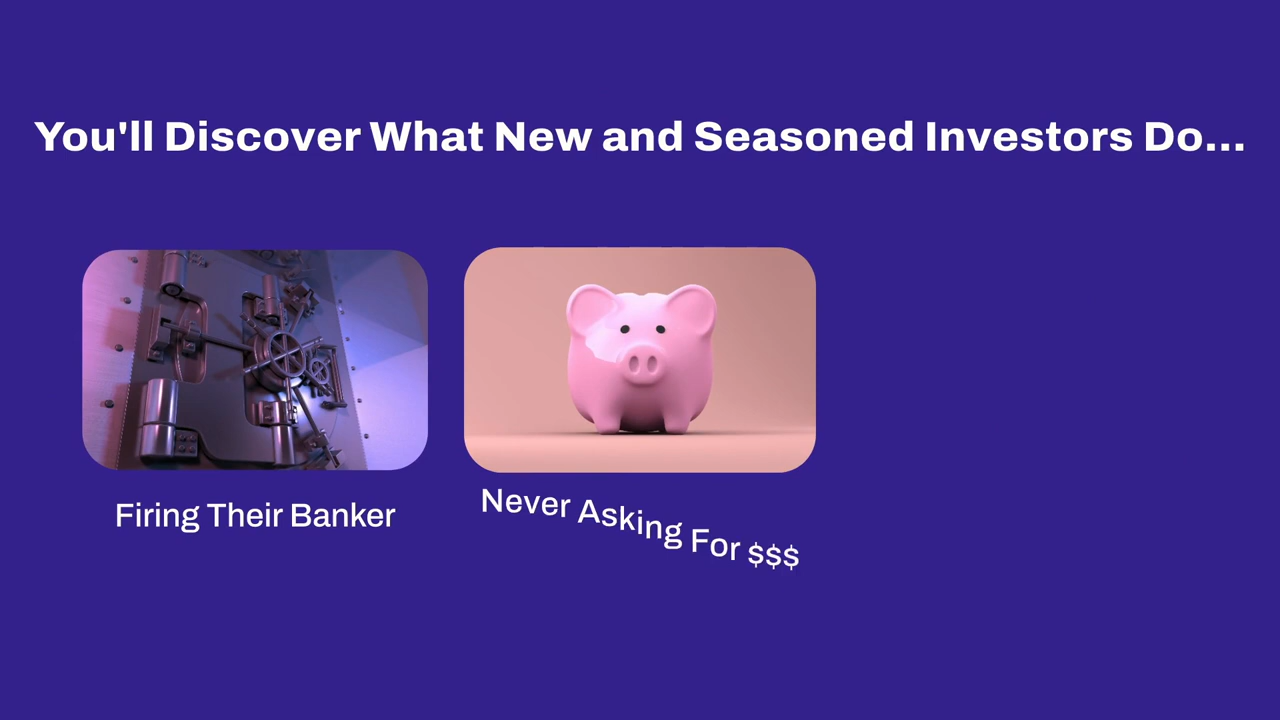 You'll Discover What New and Seasoned Investors Do...
Firing Their Banker
Never Asking For $$$